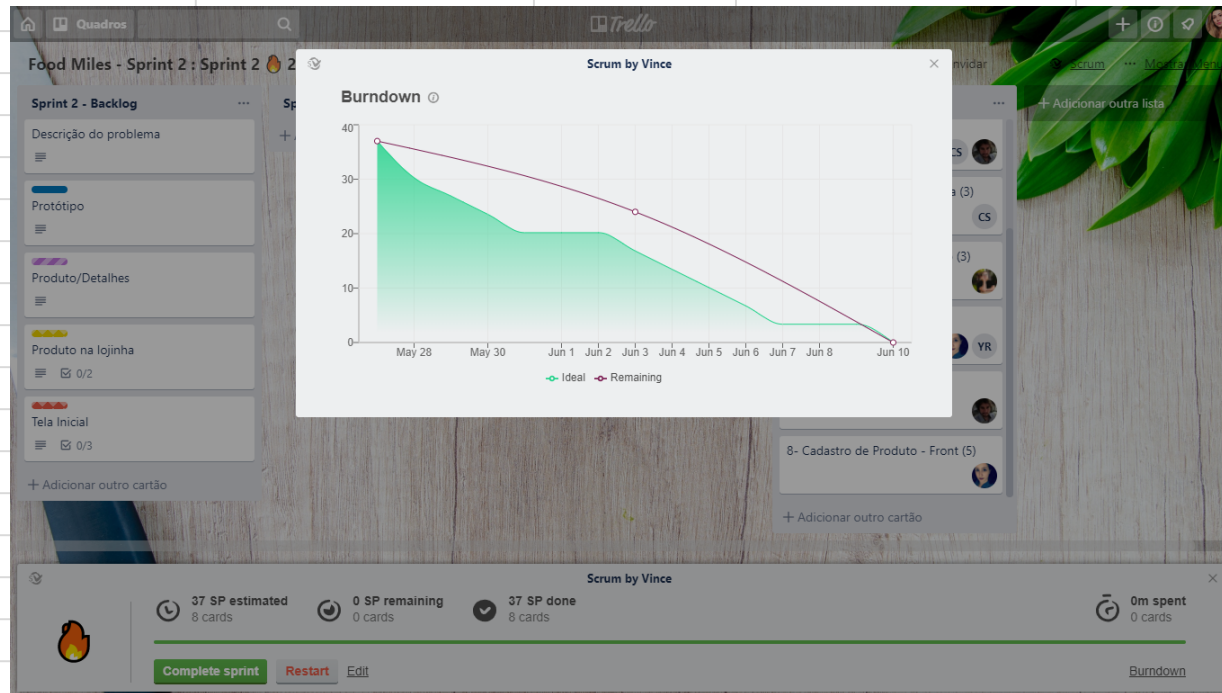 Quadros
Trello
Food Miles - Sprint 2 : Sprint 2 🔥 2
nvidar
Scrum
··· Mostrar Menu
Sprint 2 - Backlog ···
Descrição do problema
Protótipo
Produto/Detalhes
Produto na lojinha
0/2
Tela Inicial
0/3
+ Adicionar outro cartão
Sp
Scrum by Vince
Burndown
40
30
20
10
0
May 28 May 30 Jun 1 Jun 2 Jun 3 Jun 4 Jun 5 Jun 6 Jun 7 Jun 8 Jun 10
Ideal Remaining
···
CS
a (3)
CS
(3)
YR
8- Cadastro de Produto - Front (5)
+ Adicionar outro cartão
+ Adicionar outra lista
Scrum by Vince
37 SP estimated
8 cards
0 SP remaining
0 cards
37 SP done
8 cards
0m spent
0 cards
Complete sprint Restart Edit
Burndown